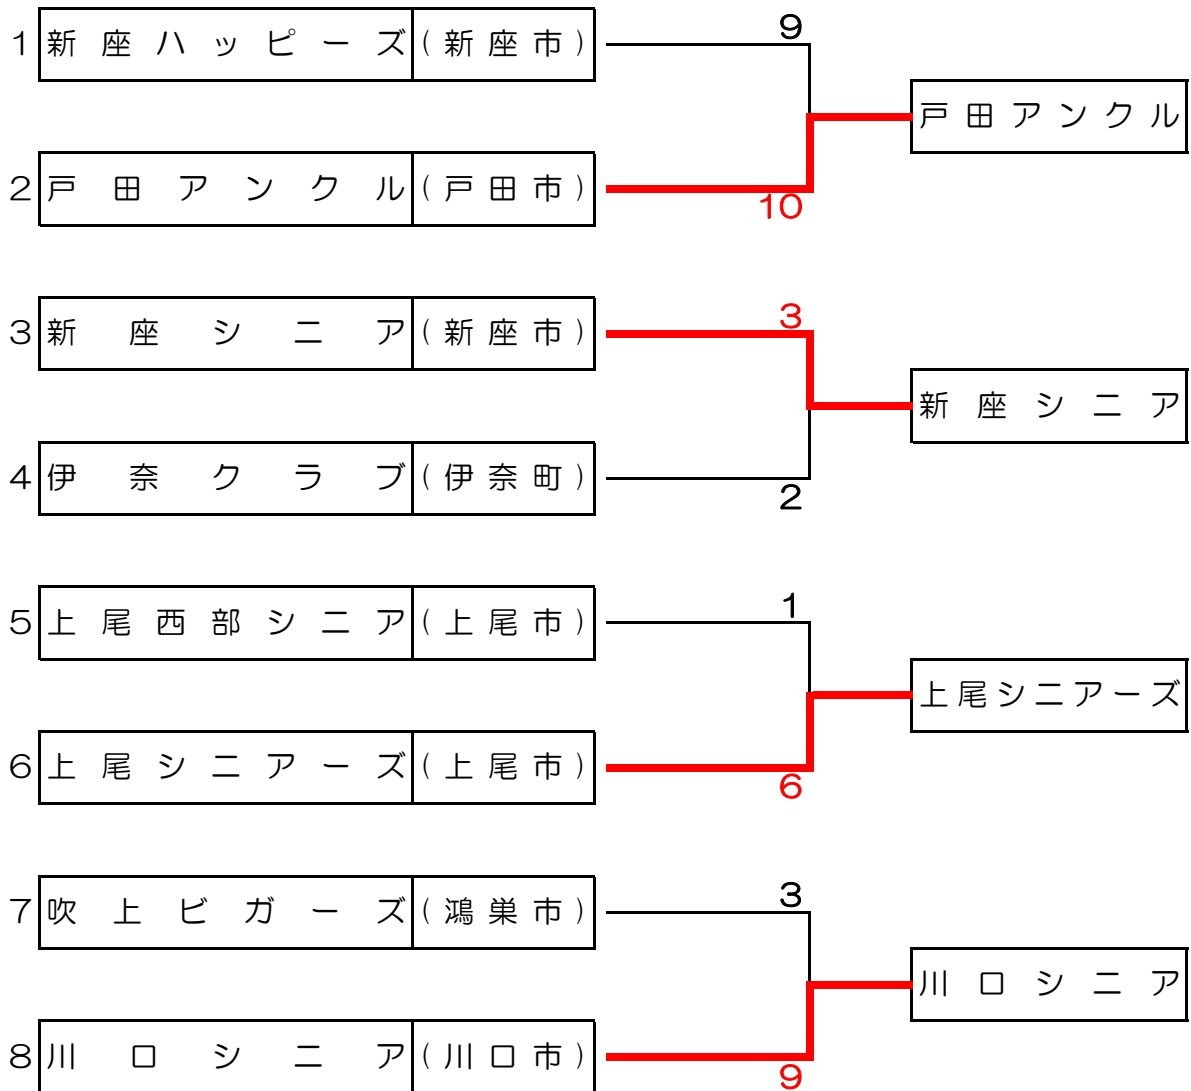 1 新座ハッピーズ (新座市)
9
戸田アンクル
2 戸田アンクル (戸田市)
10
3 新座シニア (新座市)
3
新座シニア
4 伊奈クラブ (伊奈町)
2
5 上尾西部シニア (上尾市)
1
上尾シニアーズ
6 上尾シニアーズ (上尾市)
6
7 吹上ビガーズ (鴻巣市)
3
川口シニア
8 川口シニア (川口市)
9